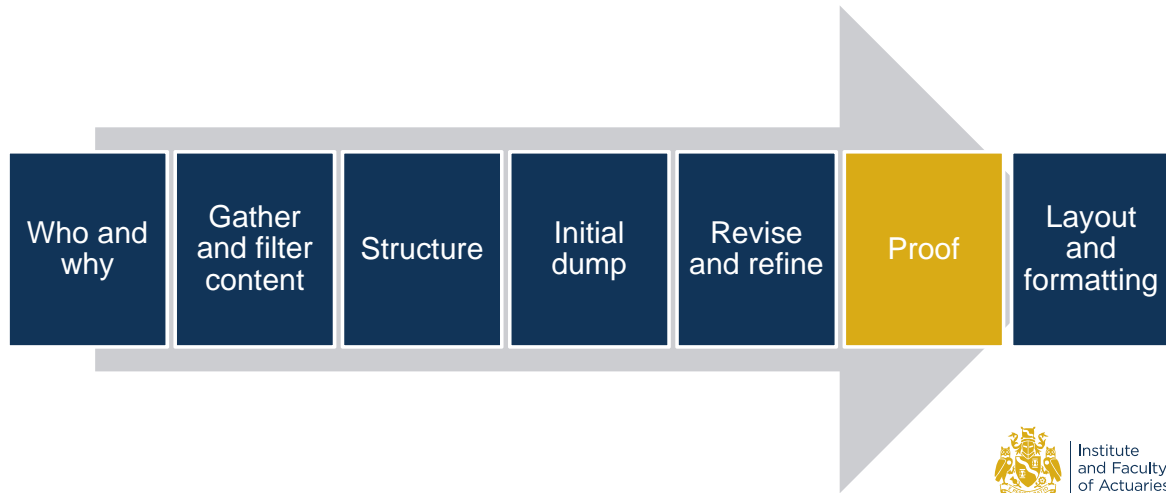 Who and
why
Gather
and filter
content
Structure
Initial
dump
Revise
and refine
Proof
Layout
and
formatting
Institute
and Faculty
of Actuaries